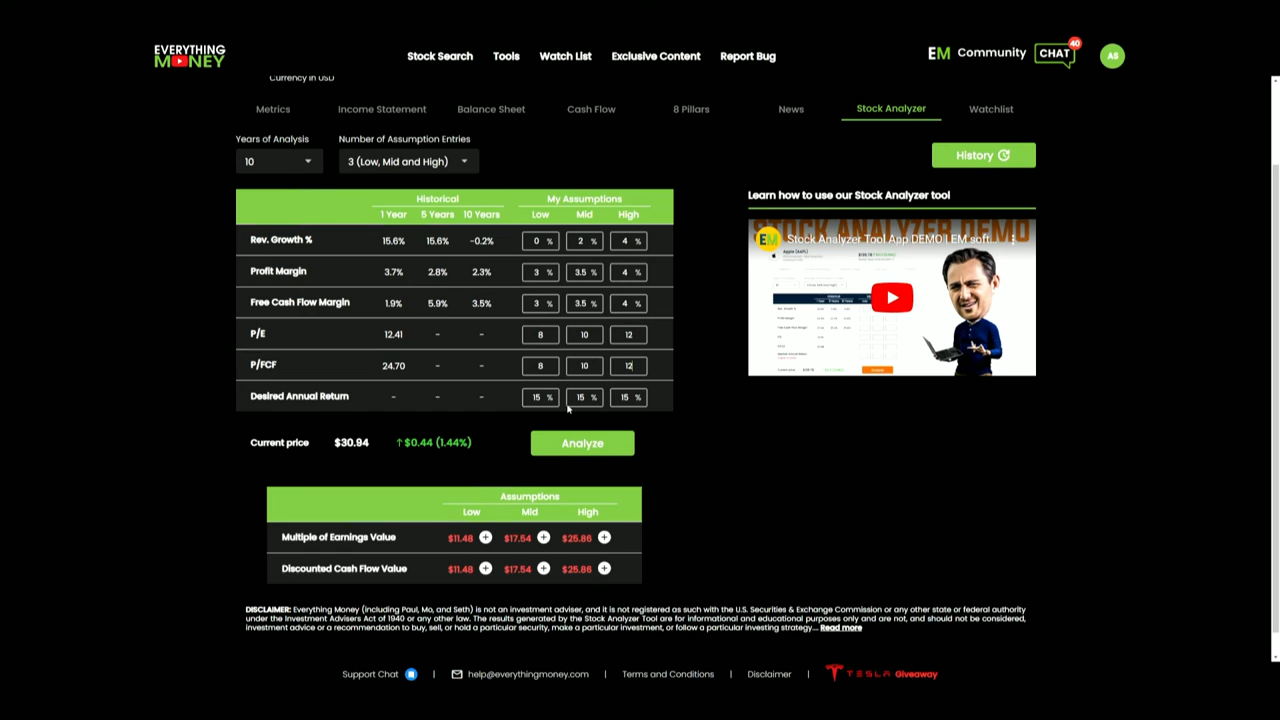 EVERYTHING
MONEY
Stock Search
Tools
Watch List
Exclusive Content
Report Bug
EM Community
CHAT
40
AS
Currency in USD
Metrics
Income Statement
Balance Sheet
Cash Flow
8 Pillars
News
Stock Analyzer
Watchlist
Years of Analysis
Number of Assumption Entries
10
3 (Low, Mid and High)
History
Historical
My Assumptions
1 Year 5 Years 10 Years Low Mid High
Rev. Growth % 15.6% 15.6% -0.2% 0 % 2 % 4 %
Profit Margin 3.7% 2.8% 2.3% 3 % 3.5 % 4 %
Free Cash Flow Margin 1.9% 5.9% 3.5% 3 % 3.5 % 4 %
P/E 12.41 - - 8 10 12
P/FCF 24.70 - - 8 10 12
Desired Annual Return - - - 15 % 15 % 15 %
Current price $30.94 ↑$0.44 (1.44%) Analyze
Learn how to use our Stock Analyzer tool
STOCK ANALYZER DEMO
EM Stock Analyzer Tool App DEMO | EM soft...
Assumptions
Low Mid High
Multiple of Earnings Value $11.48 + $17.54 + $25.86 +
Discounted Cash Flow Value $11.48 + $17.54 + $25.86 +
DISCLAIMER: Everything Money (including Paul, Mo, and Seth) is not an investment adviser, and it is not registered as such with the U.S. Securities & Exchange Commission or any other state or federal authority
under the Investment Advisers Act of 1940 or any other law. The results generated by the Stock Analyzer Tool are for informational and educational purposes only and are not, and should not be considered,
investment advice or a recommendation to buy, sell, or hold a particular security, make a particular investment, or follow a particular investing strategy... Read more
Support Chat | help@everythingmoney.com | Terms and Conditions | Disclaimer | TESLA Giveaway